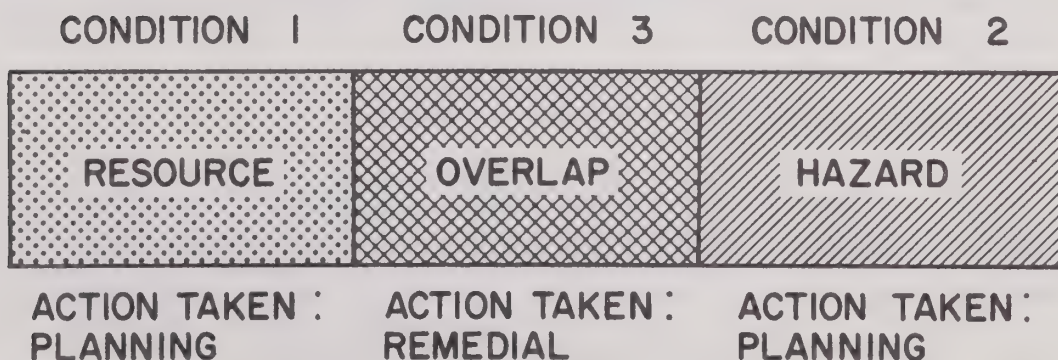 CONDITION 1 CONDITION 3 CONDITION 2
RESOURCE OVERLAP HAZARD
ACTION TAKEN: ACTION TAKEN: ACTION TAKEN:
PLANNING REMEDIAL PLANNING